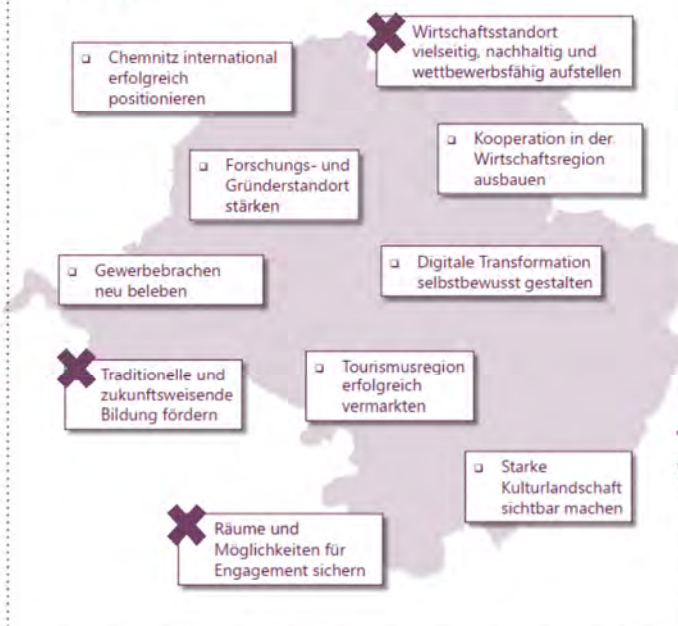 Wirtschaftsstandort
vielseitig, nachhaltig und
wettbewerbsfähig aufstellen
Chemnitz international
erfolgreich
positionieren
Kooperation in der
Wirtschaftsregion
ausbauen
Forschungs- und
Gründerstandort
stärken
Digitale Transformation
selbstbewusst gestalten
Gewerbebrachen
neu beleben
Traditionelle und
zukunftsweisende
Bildung fördern
Tourismusregion
erfolgreich
vermarkten
Starke
Kulturlandschaft
sichtbar machen
Räume und
Möglichkeiten für
Engagement sichern